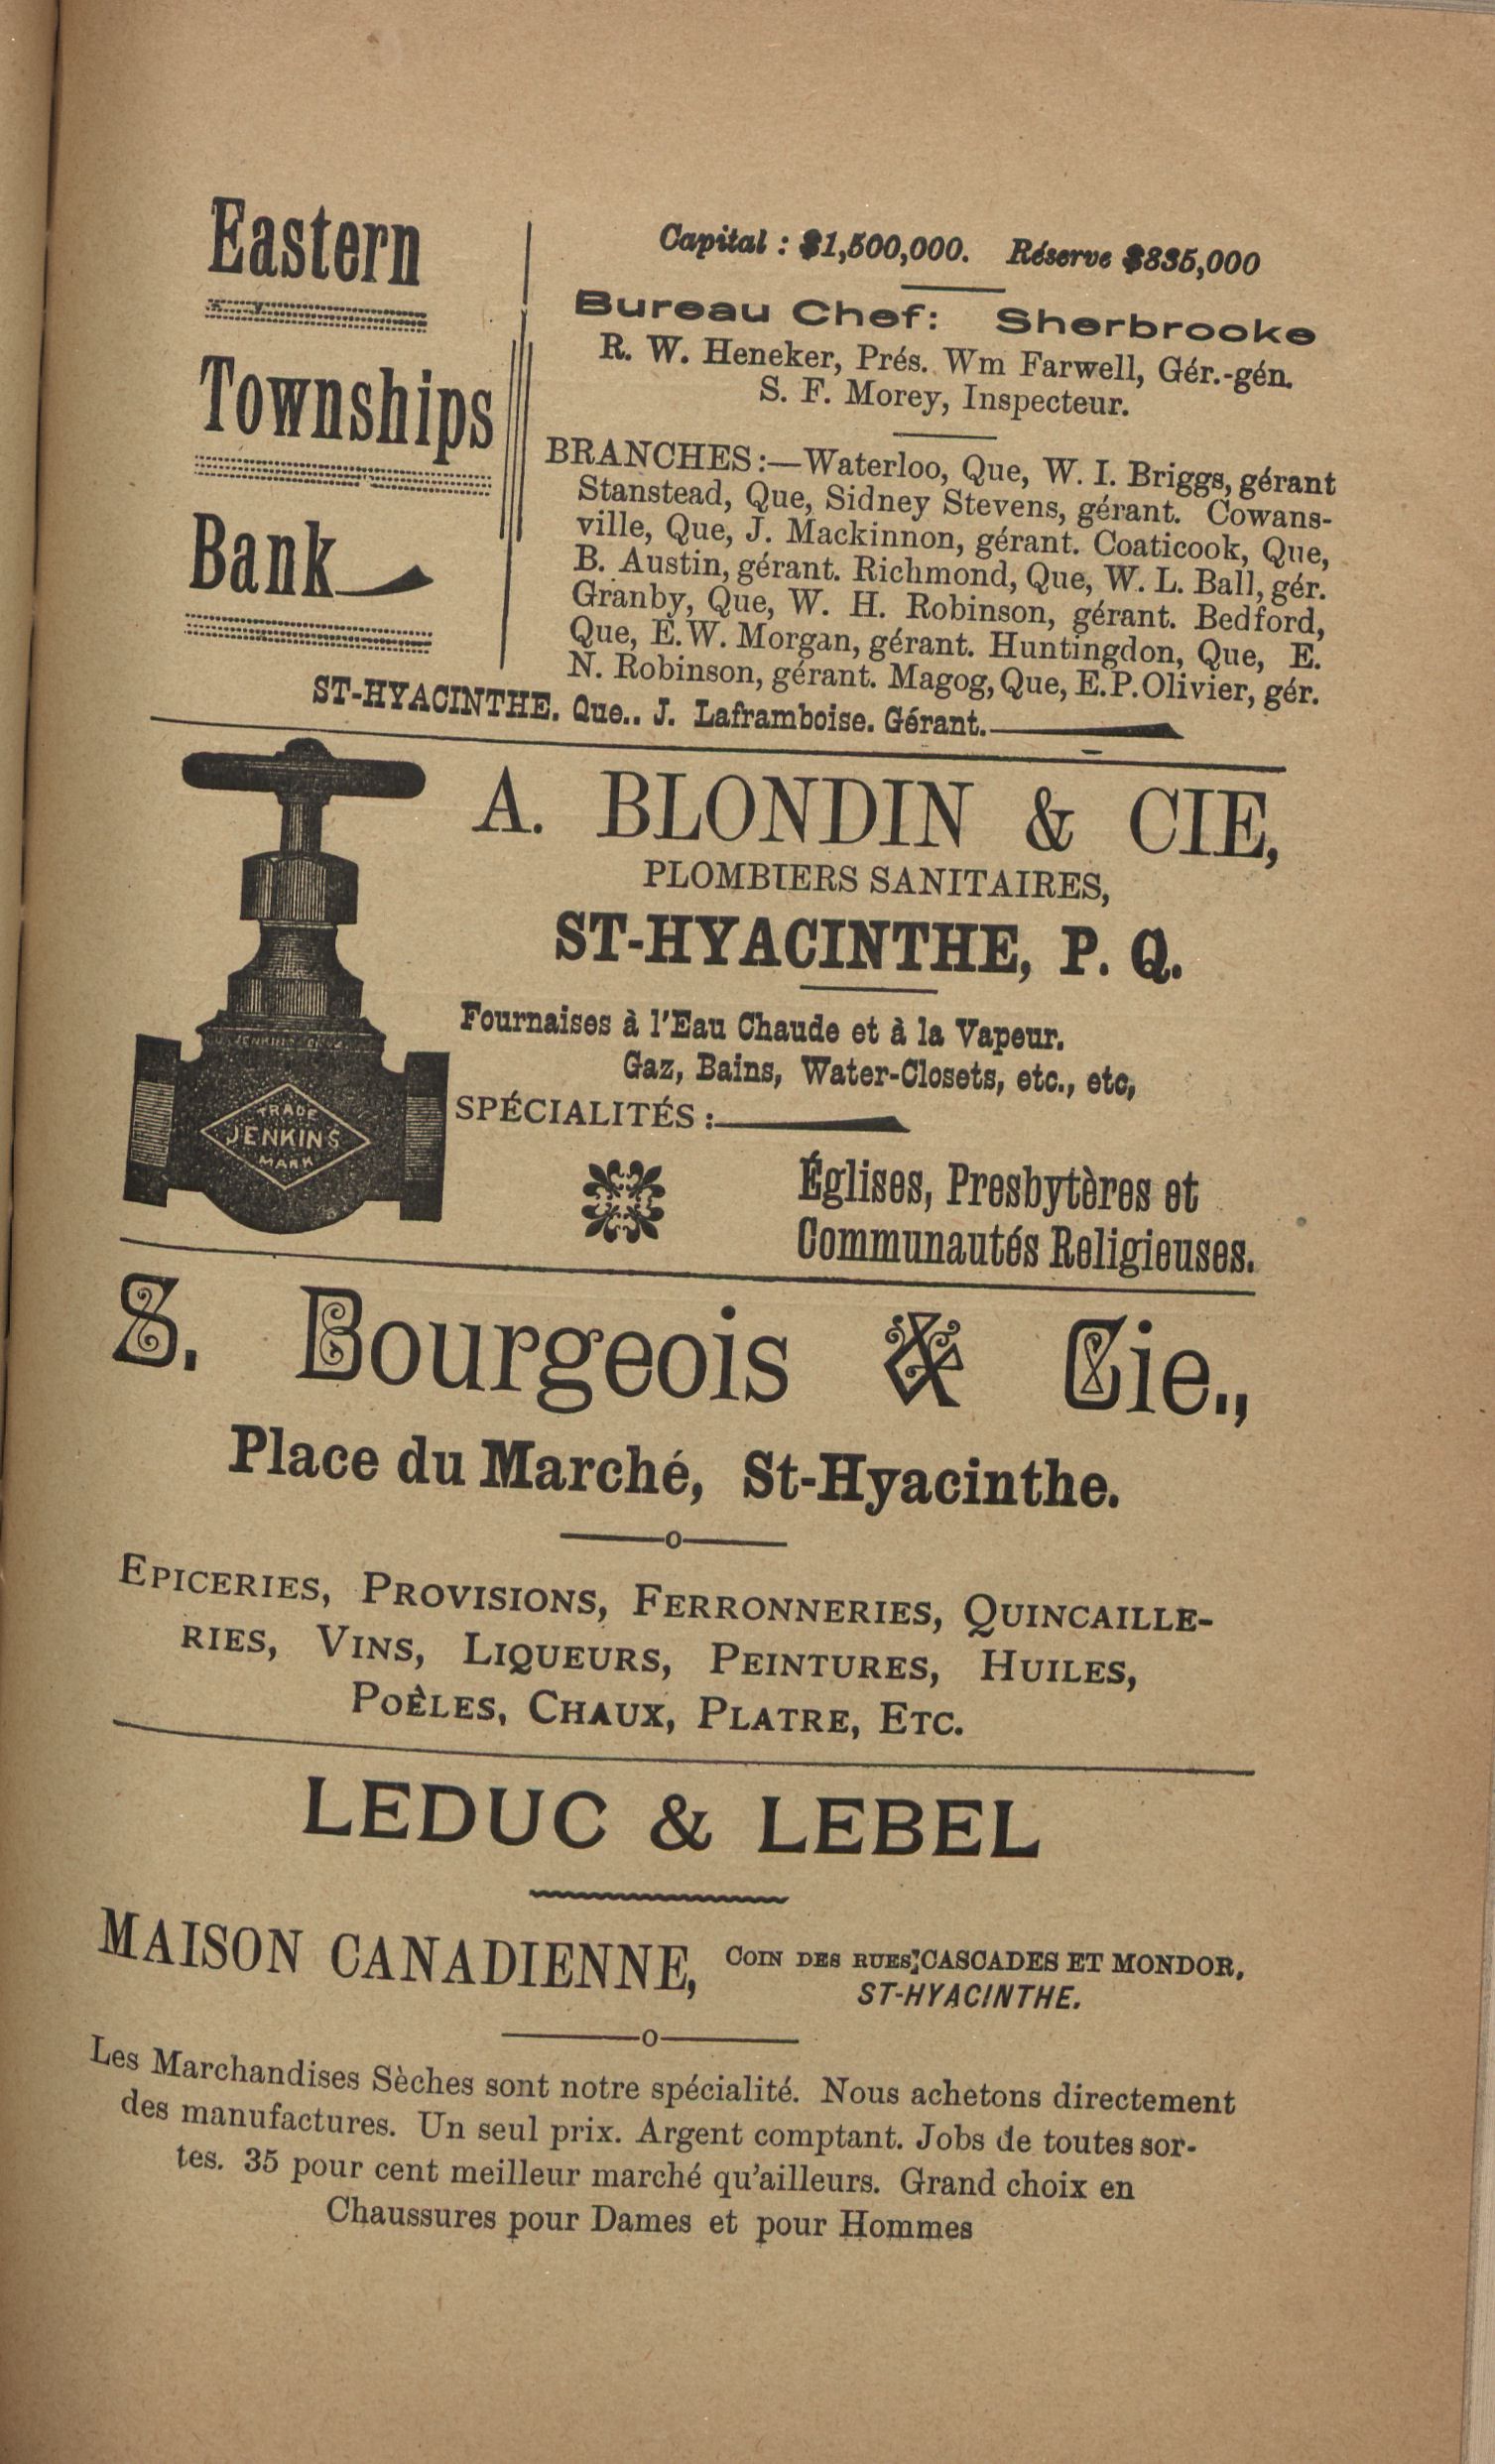 Eastern
Townships
Bank
Capital : $1,500,000. Réserve $835,000
Bureau Chef: Sherbrooke
R. W. Heneker, Prés. Wm Farwell, Gér.-gén.
S. F. Morey, Inspecteur.
BRANCHES :—Waterloo, Que, W. I. Briggs, gérant
Stanstead, Que, Sidney Stevens, gérant. Cowans-
ville, Que, J. Mackinnon, gérant. Coaticook, Que,
B. Austin, gérant. Richmond, Que, W. L. Ball, gér.
Granby, Que, W. H. Robinson, gérant. Bedford,
Que, E.W. Morgan, gérant. Huntingdon, Que, E.
N. Robinson, gérant. Magog, Que, E.P.Olivier, gér.
ST-HYACINTHE. Que.. J. Laframboise. Gérant.
A. BLONDIN & CIE,
PLOMBIERS SANITAIRES,
ST-HYACINTHE, P. Q.
Fournaises à l'Eau Chaude et à la Vapeur.
Gaz, Bains, Water-Closets, etc., etc,
SPÉCIALITÉS :
Églises, Presbytères et
Communautés Religieuses.
JENKINS
TRADE
JENKINS
MARK
S. Bourgeois & Cie.,
Place du Marché, St-Hyacinthe.
—o—
EPICERIES, PROVISIONS, FERRONNERIES, QUINCAILLE-
RIES, VINS, LIQUEURS, PEINTURES, HUILES,
POÈLES, CHAUX, PLATRE, ETC.
LEDUC & LEBEL
MAISON CANADIENNE, COIN DES RUES CASCADES ET MONDOR,
ST-HYACINTHE.
—o—
Les Marchandises Sèches sont notre spécialité. Nous achetons directement
des manufactures. Un seul prix. Argent comptant. Jobs de toutes sor-
tes. 35 pour cent meilleur marché qu'ailleurs. Grand choix en
Chaussures pour Dames et pour Hommes